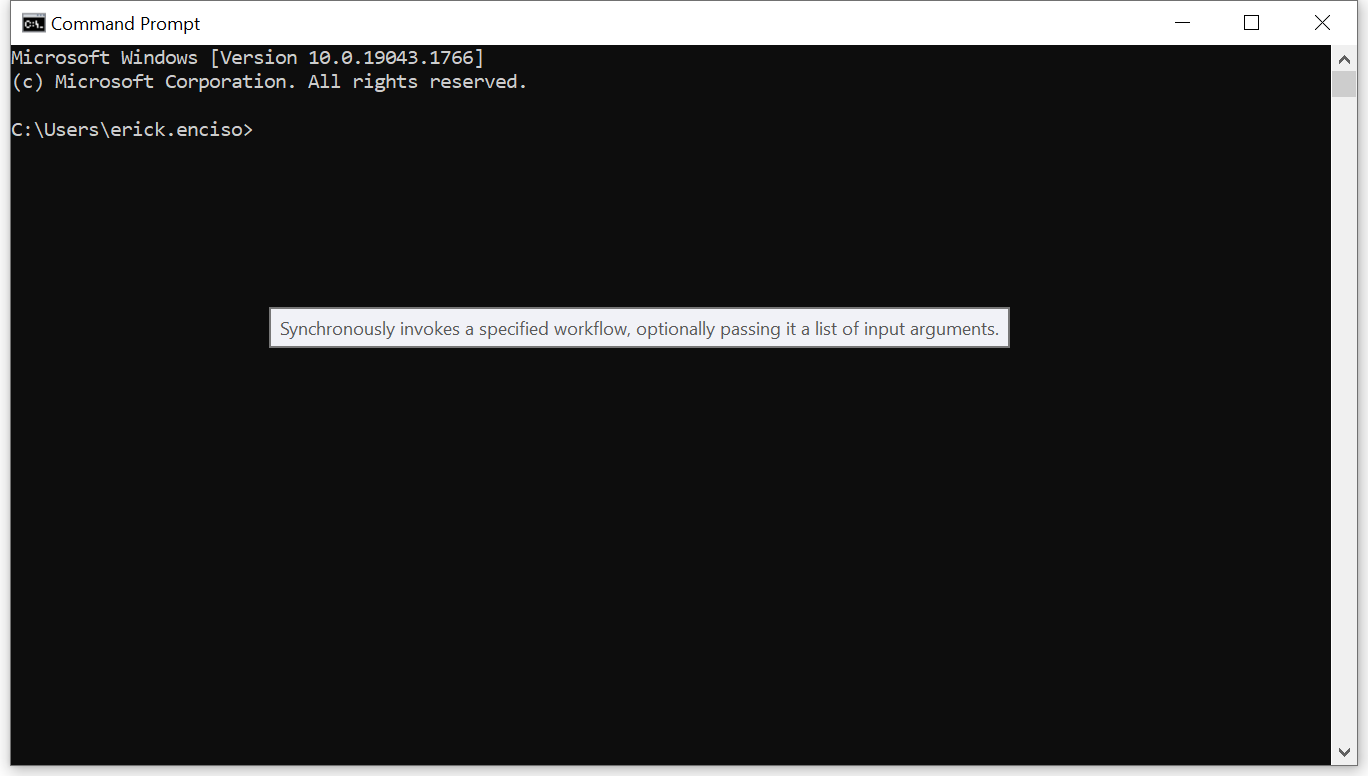 Command Prompt
Microsoft Windows [Version 10.0.19043.1766]
(c) Microsoft Corporation. All rights reserved.
C:\Users\erick.enciso>
Synchronously invokes a specified workflow, optionally passing it a list of input arguments.